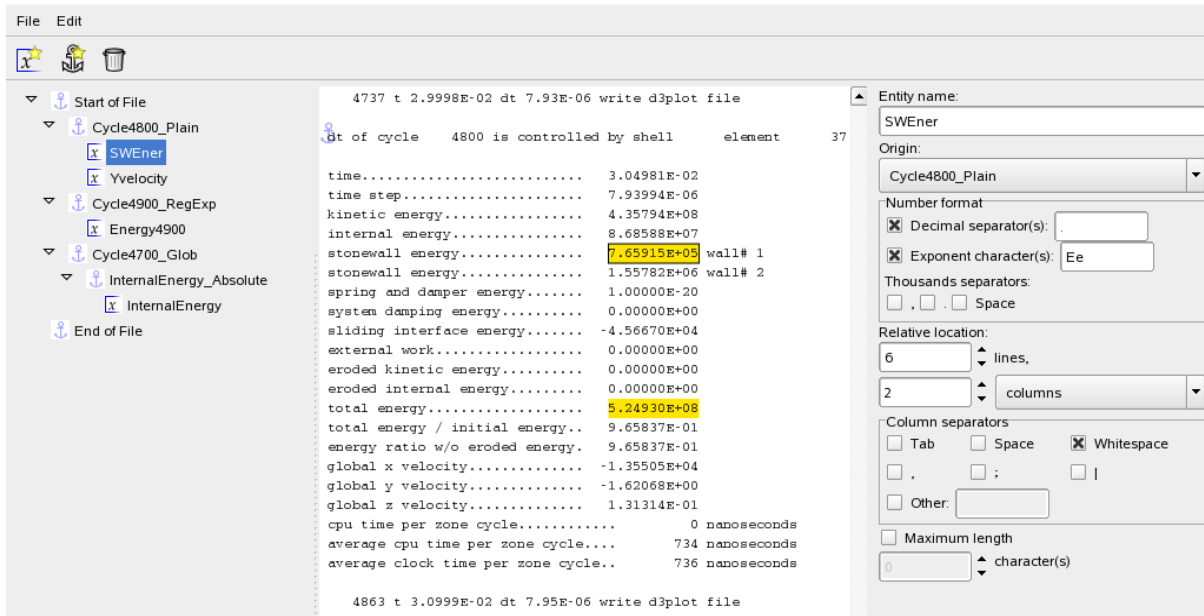 File Edit
Start of File
Cycle4800_Plain
x SWEner
x Yvelocity
Cycle4900_RegExp
x Energy4900
Cycle4700_Glob
InternalEnergy_Absolute
x InternalEnergy
End of File
4737 t 2.9998E-02 dt 7.93E-06 write d3plot file
dt of cycle 4800 is controlled by shell element 37
time........................... 3.04981E-02
time step...................... 7.93994E-06
kinetic energy................. 4.35794E+08
internal energy................ 8.68588E+07
stonewall energy............... 7.65915E+05 wall# 1
stonewall energy............... 1.55782E+06 wall# 2
spring and damper energy....... 1.00000E-20
system damping energy.......... 0.00000E+00
sliding interface energy....... -4.56670E+04
external work.................. 0.00000E+00
eroded kinetic energy.......... 0.00000E+00
eroded internal energy......... 0.00000E+00
total energy................... 5.24930E+08
total energy / initial energy.. 9.65837E-01
energy ratio w/o eroded energy. 9.65837E-01
global x velocity.............. -1.35505E+04
global y velocity.............. -1.62068E+00
global z velocity.............. 1.31314E-01
cpu time per zone cycle............ 0 nanoseconds
average cpu time per zone cycle.... 734 nanoseconds
average clock time per zone cycle.. 736 nanoseconds
4863 t 3.0999E-02 dt 7.95E-06 write d3plot file
Entity name:
SWEner
Origin:
Cycle4800_Plain
Number format
Decimal separator(s): .
Exponent character(s): Ee
Thousands separators:
, . Space
Relative location:
6 lines,
2 columns
Column separators
Tab Space Whitespace
, ; |
Other:
Maximum length
0 character(s)